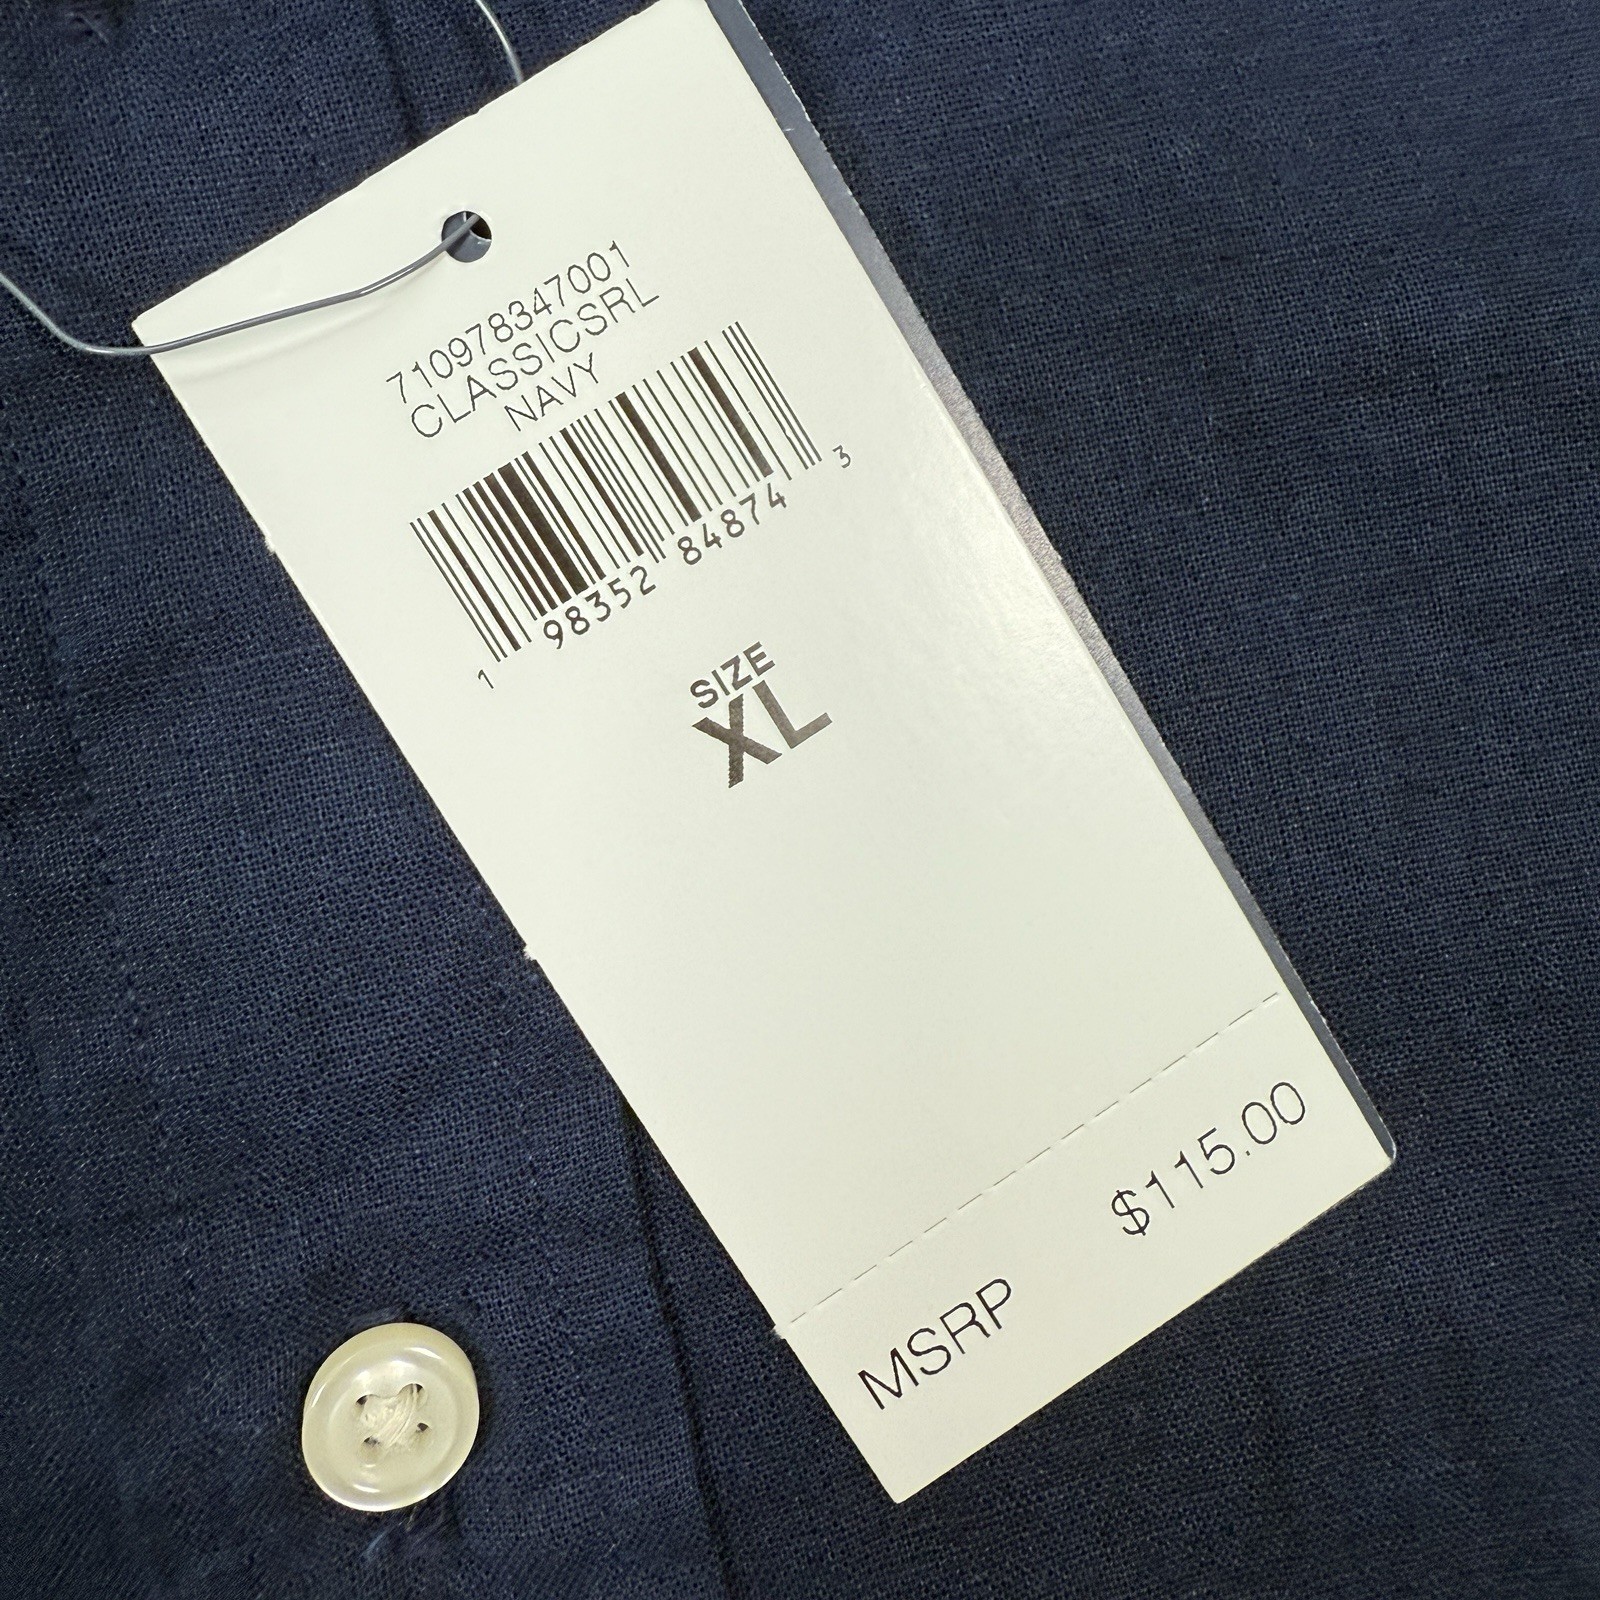 710978347001
CLASSICSRL
NAVY
1 98352 84874 3
SIZE
XL
MSRP $115.00